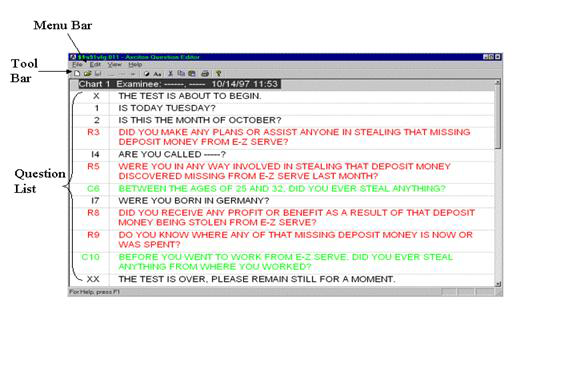 Menu Bar
Tool
Bar
$$q$$1vfg.011 - Axciton Question Editor
File Edit View Help
Chart 1 Examinee: ------, ----- 10/14/97 11:53
X THE TEST IS ABOUT TO BEGIN.
1 IS TODAY TUESDAY?
2 IS THIS THE MONTH OF OCTOBER?
R3 DID YOU MAKE ANY PLANS OR ASSIST ANYONE IN STEALING THAT MISSING
DEPOSIT MONEY FROM E-Z SERVE?
I4 ARE YOU CALLED -----?
R5 WERE YOU IN ANY WAY INVOLVED IN STEALING THAT DEPOSIT MONEY
DISCOVERED MISSING FROM E-Z SERVE LAST MONTH?
Question
List
C6 BETWEEN THE AGES OF 25 AND 32, DID YOU EVER STEAL ANYTHING?
I7 WERE YOU BORN IN GERMANY?
R8 DID YOU RECEIVE ANY PROFIT OR BENEFIT AS A RESULT OF THAT DEPOSIT
MONEY BEING STOLEN FROM E-Z SERVE?
R9 DO YOU KNOW WHERE ANY OF THAT MISSING DEPOSIT MONEY IS NOW OR
WAS SPENT?
C10 BEFORE YOU WENT TO WORK FROM E-Z SERVE, DID YOU EVER STEAL
ANYTHING FROM WHERE YOU WORKED?
XX THE TEST IS OVER, PLEASE REMAIN STILL FOR A MOMENT.
For Help, press F1